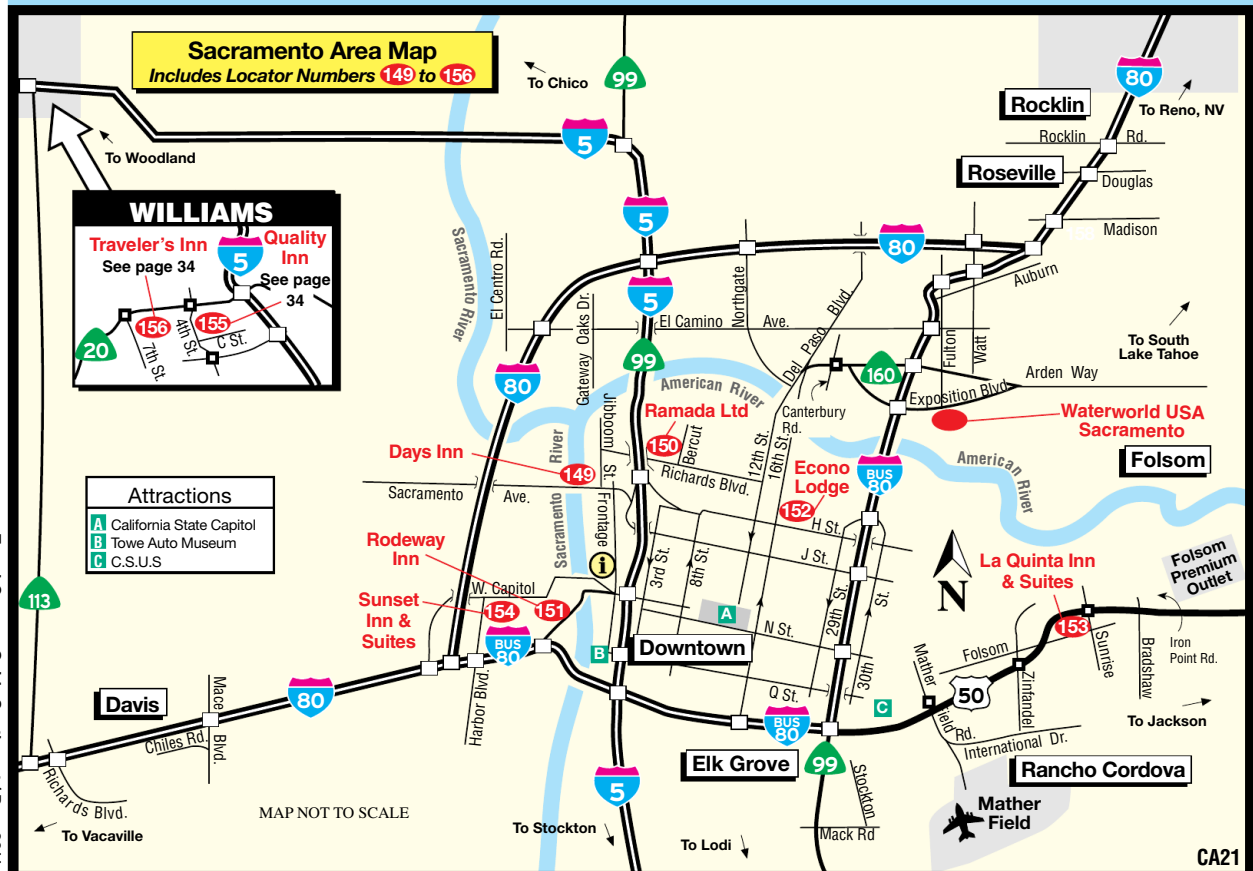 Sacramento Area Map
Includes Locator Numbers 149 to 156
To Chico
99
80
To Reno, NV
Rocklin
Rocklin Rd.
Roseville
Douglas
Madison
To Woodland
5
5
80
Auburn
WILLIAMS
Traveler's Inn
See page 34
5
Quality
Inn
See page
34
156
155
4th St.
C St.
7th St.
20
Sacramento River
El Centro Rd.
Gateway Oaks Dr.
5
99
El Camino Ave.
Northgate
Del Paso Blvd.
Fulton
Watt
To South
Lake Tahoe
80
160
Arden Way
Exposition Blvd.
American River
Canterbury
Rd.
Waterworld USA
Sacramento
Folsom
American River
Ramada Ltd
150
Bercut
Richards Blvd.
12th St.
16th St.
Jibboom St.
Frontage
Days Inn
149
Sacramento Ave.
Sacramento River
Econo
Lodge
152
BUS
80
H St.
J St.
3rd St.
8th St.
29th St.
30th St.
N St.
Q St.
A
Attractions
A California State Capitol
B Towe Auto Museum
C C.S.U.S
113
Rodeway
Inn
151
W. Capitol
Sunset
Inn &
Suites
154
BUS
80
i
B
Downtown
N
La Quinta Inn
& Suites
153
Folsom
Premium
Outlet
Iron
Point Rd.
Folsom
Sunrise
Bradshaw
Zinfandel
50
Mather Field Rd.
International Dr.
To Jackson
C
Davis
80
Mace Blvd.
Chiles Rd.
Harbor Blvd.
Richards Blvd.
To Vacaville
MAP NOT TO SCALE
BUS
80
Elk Grove
99
Stockton
Mack Rd
Rancho Cordova
Mather
Field
5
To Stockton
To Lodi
CA21